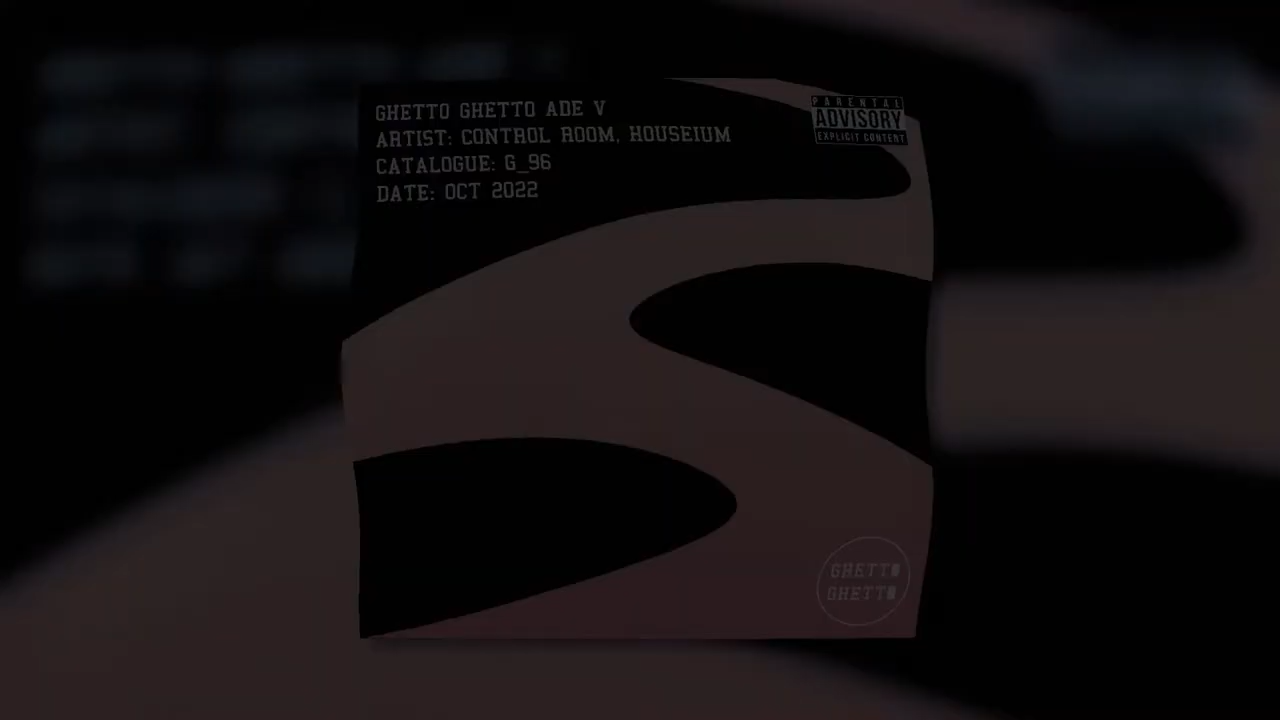 GHETTO GHETTO ADE V
ARTIST: CONTROL ROOM, HOUSEIUM
CATALOGUE: G_96
DATE: OCT 2022
PARENTAL
ADVISORY
EXPLICIT CONTENT
GHETTO
GHETTO